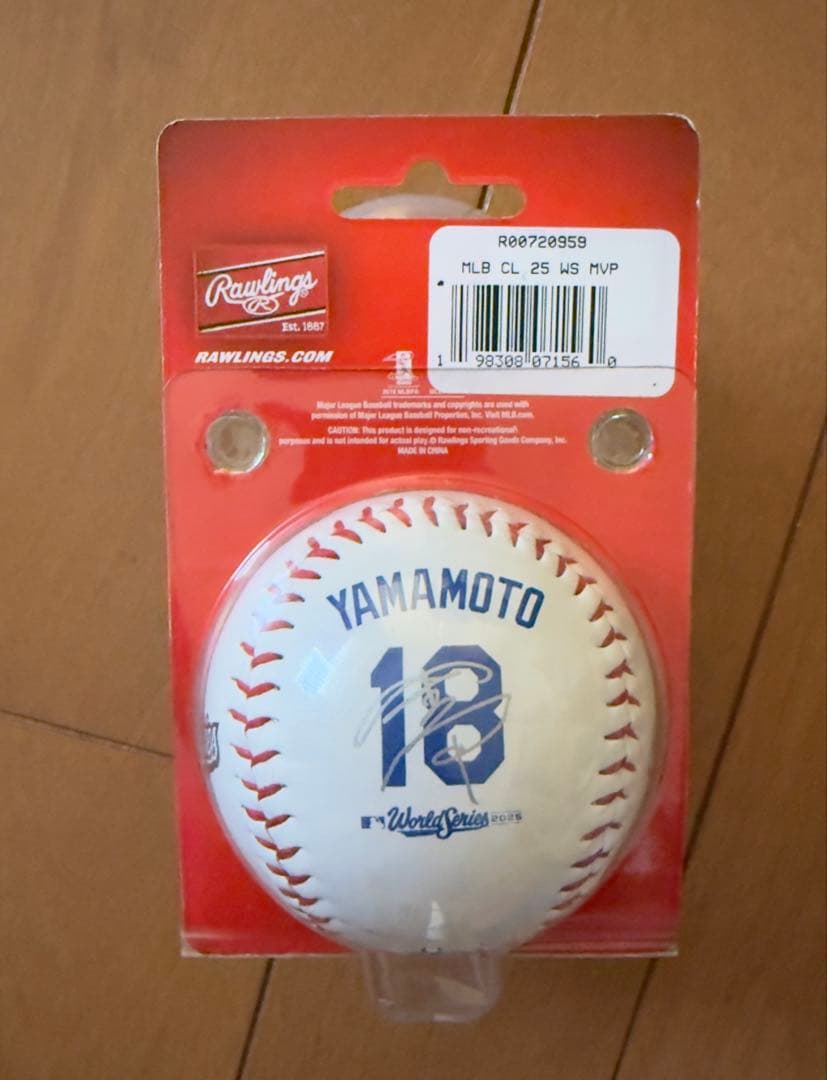 R00720959
MLB CL 25 WS MVP
1 98308 07156 0
Rawlings®
R
Est. 1887
RAWLINGS.COM
Major League Baseball trademarks and copyrights are used with
permission of Major League Baseball Properties, Inc. Visit MLB.com.
CAUTION: This product is designed for non-recreational
purposes and is not intended for actual play.© Rawlings Sporting Goods Company, Inc.
MADE IN CHINA
YAMAMOTO
18
World Series 2025